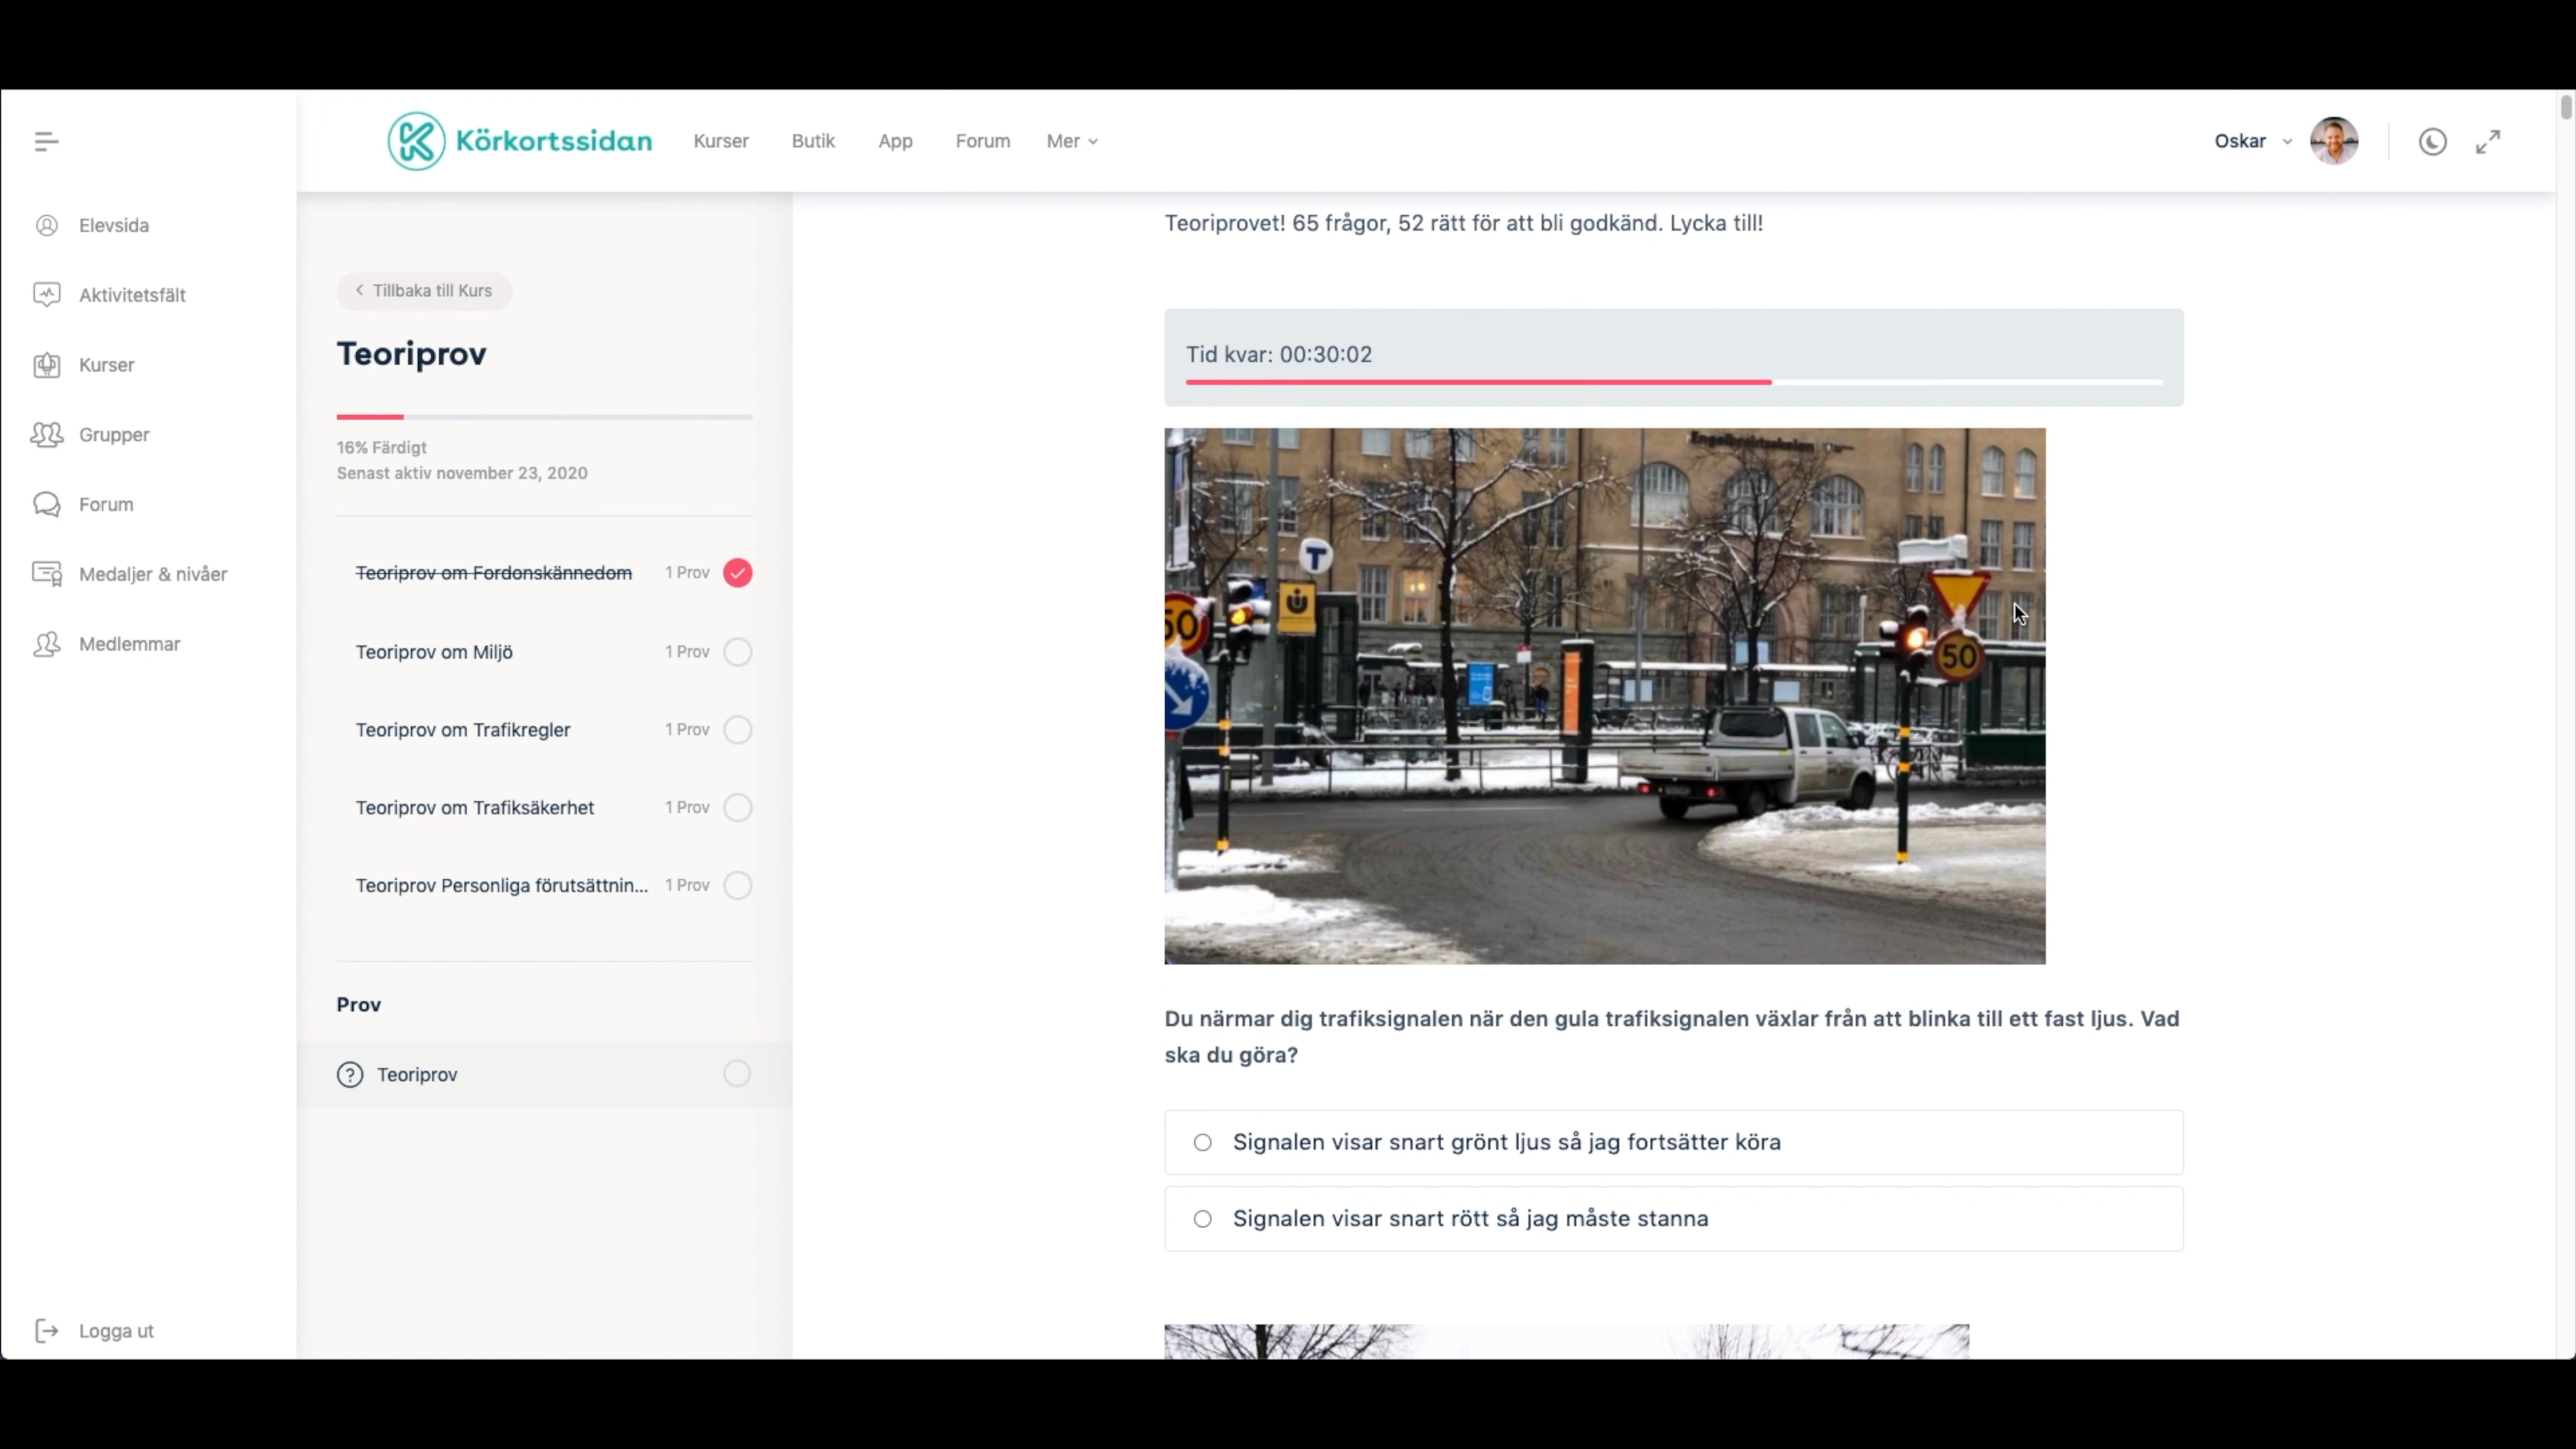 Körkortssidan
Kurser
Butik
App
Forum
Mer
Oskar
Elevsida
Aktivitetsfält
Kurser
Grupper
Forum
Medaljer & nivåer
Medlemmar
Logga ut
Tillbaka till Kurs
Teoriprov
16% Färdigt
Senast aktiv november 23, 2020
Teoriprov om Fordonskännedom 1 Prov
Teoriprov om Miljö 1 Prov
Teoriprov om Trafikregler 1 Prov
Teoriprov om Trafiksäkerhet 1 Prov
Teoriprov Personliga förutsättnin... 1 Prov
Prov
Teoriprov
Teoriprovet! 65 frågor, 52 rätt för att bli godkänd. Lycka till!
Tid kvar: 00:30:02
Engelbrektsskolan
T
50
50
Du närmar dig trafiksignalen när den gula trafiksignalen växlar från att blinka till ett fast ljus. Vad
ska du göra?
Signalen visar snart grönt ljus så jag fortsätter köra
Signalen visar snart rött så jag måste stanna